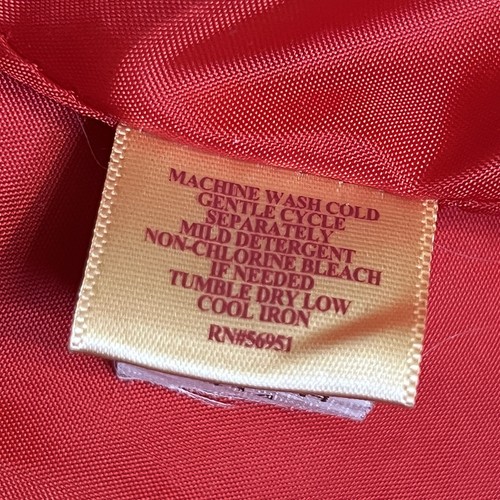 MACHINE WASH COLD
GENTLE CYCLE
SEPARATELY
MILD DETERGENT
NON-CHLORINE BLEACH
IF NEEDED
TUMBLE DRY LOW
COOL IRON
RN#56951